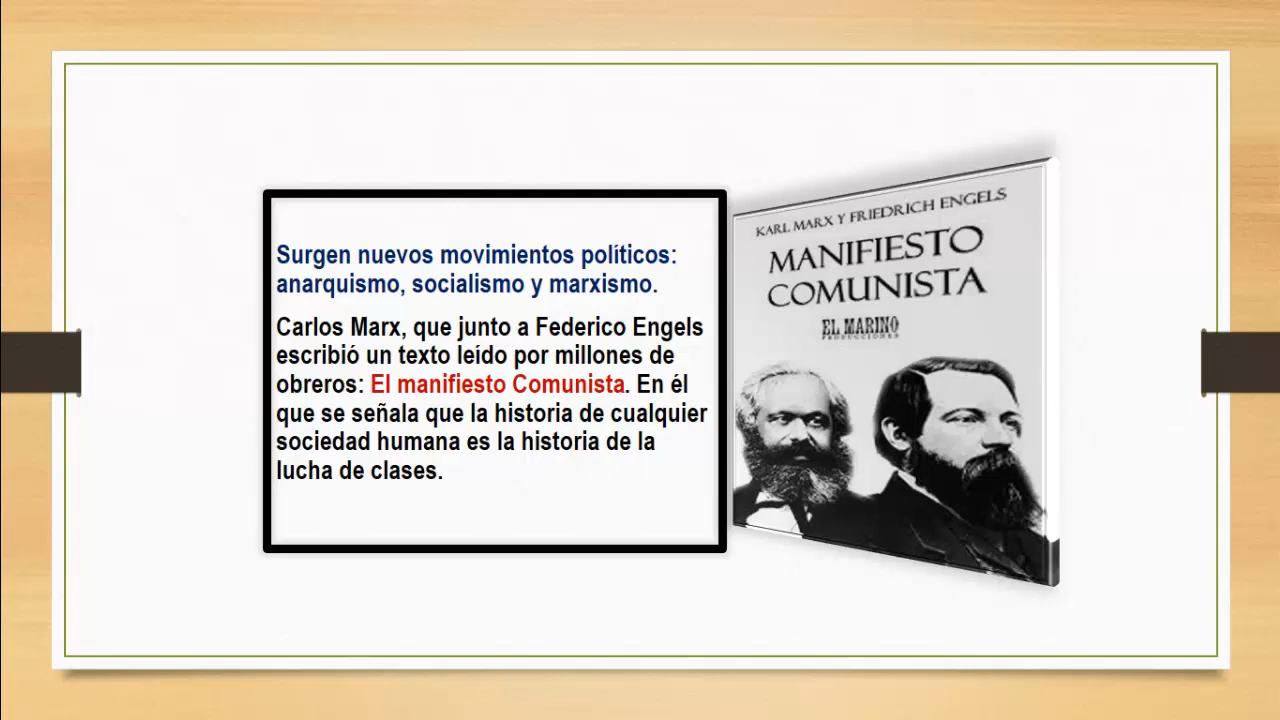 Surgen nuevos movimientos políticos:
anarquismo, socialismo y marxismo.
Carlos Marx, que junto a Federico Engels
escribió un texto leído por millones de
obreros: El manifiesto Comunista. En él
que se señala que la historia de cualquier
sociedad humana es la historia de la
lucha de clases.
KARL MARX Y FRIEDRICH ENGELS
MANIFIESTO
COMUNISTA
EL MARINO
PRODUCCIONES